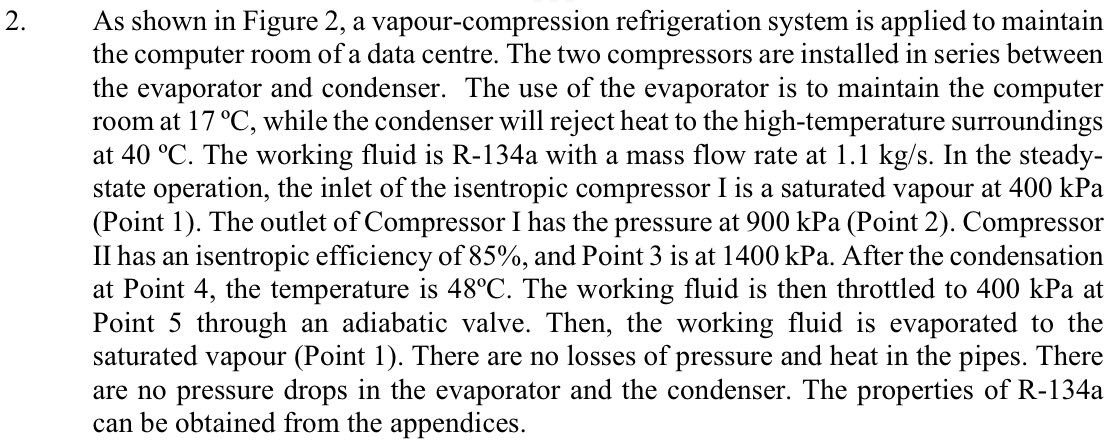 2. As shown in Figure 2, a vapour-compression refrigeration system is applied to maintain
the computer room of a data centre. The two compressors are installed in series between
the evaporator and condenser. The use of the evaporator is to maintain the computer
room at 17 ºC, while the condenser will reject heat to the high-temperature surroundings
at 40 ºC. The working fluid is R-134a with a mass flow rate at 1.1 kg/s. In the steady-
state operation, the inlet of the isentropic compressor I is a saturated vapour at 400 kPa
(Point 1). The outlet of Compressor I has the pressure at 900 kPa (Point 2). Compressor
II has an isentropic efficiency of 85%, and Point 3 is at 1400 kPa. After the condensation
at Point 4, the temperature is 48ºC. The working fluid is then throttled to 400 kPa at
Point 5 through an adiabatic valve. Then, the working fluid is evaporated to the
saturated vapour (Point 1). There are no losses of pressure and heat in the pipes. There
are no pressure drops in the evaporator and the condenser. The properties of R-134a
can be obtained from the appendices.